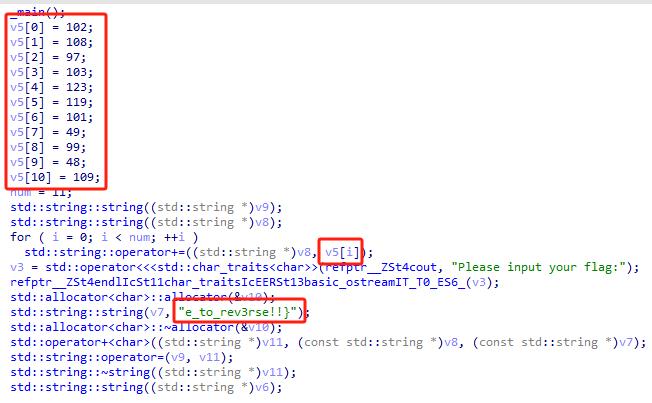 _main();
v5[0] = 102;
v5[1] = 108;
v5[2] = 97;
v5[3] = 103;
v5[4] = 123;
v5[5] = 119;
v5[6] = 101;
v5[7] = 49;
v5[8] = 99;
v5[9] = 48;
v5[10] = 109;
num = 11;
std::string::string((std::string *)v9);
std::string::string((std::string *)v8);
for ( i = 0; i < num; ++i )
std::string::operator+=((std::string *)v8, v5[i]);
v3 = std::operator<<<std::char_traits<char>>(refptr__ZSt4cout, "Please input your flag:");
refptr__ZSt4endlIcSt11char_traitsIcEERSt13basic_ostreamIT_T0_ES6_(v3);
std::allocator<char>::allocator(&v10);
std::string::string(v7, "e_to_rev3rse!!}");
std::allocator<char>::~allocator(&v10);
std::operator+<char>((std::string *)v11, (const std::string *)v8, (const std::string *)v7);
std::string::operator=(v9, v11);
std::string::~string((std::string *)v11);
std::string::string((std::string *)v6);